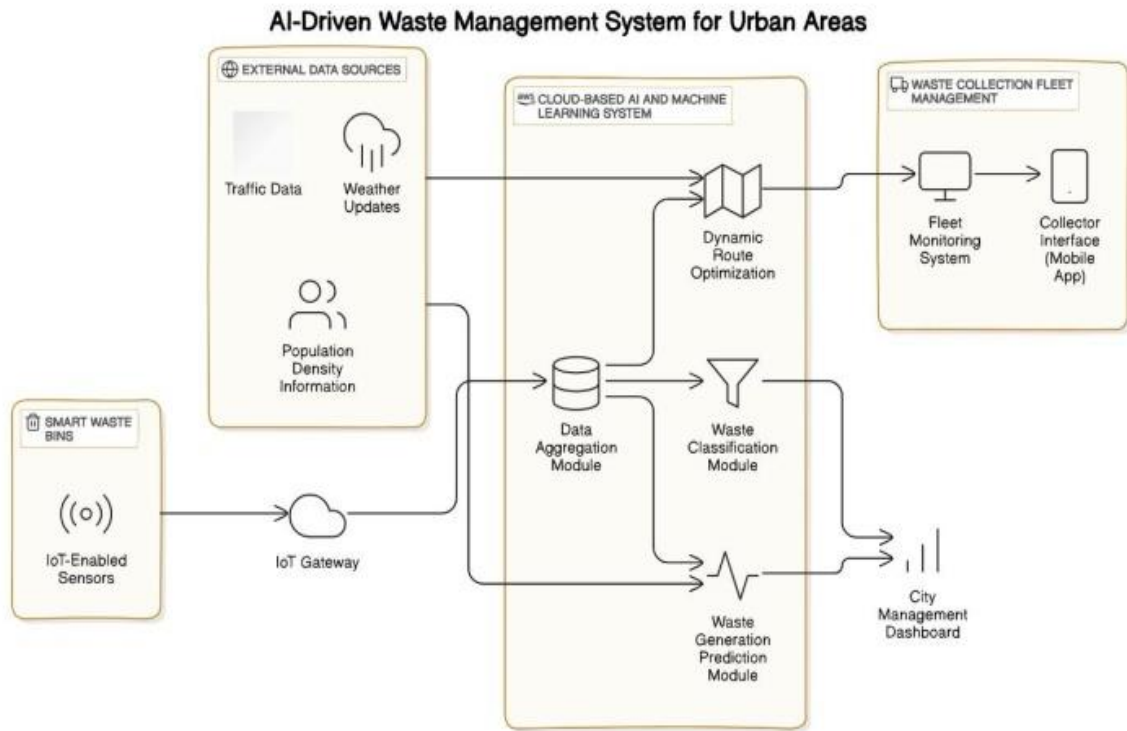 AI-Driven Waste Management System for Urban Areas
EXTERNAL DATA SOURCES
Traffic Data
Weather
Updates
Population
Density
Information
SMART WASTE
BINS
IoT-Enabled
Sensors
IoT Gateway
aws
CLOUD-BASED AI AND MACHINE
LEARNING SYSTEM
Dynamic
Route
Optimization
Data
Aggregation
Module
Waste
Classification
Module
Waste
Generation
Prediction
Module
WASTE COLLECTION FLEET
MANAGEMENT
Fleet
Monitoring
System
Collector
Interface
(Mobile
App)
City
Management
Dashboard